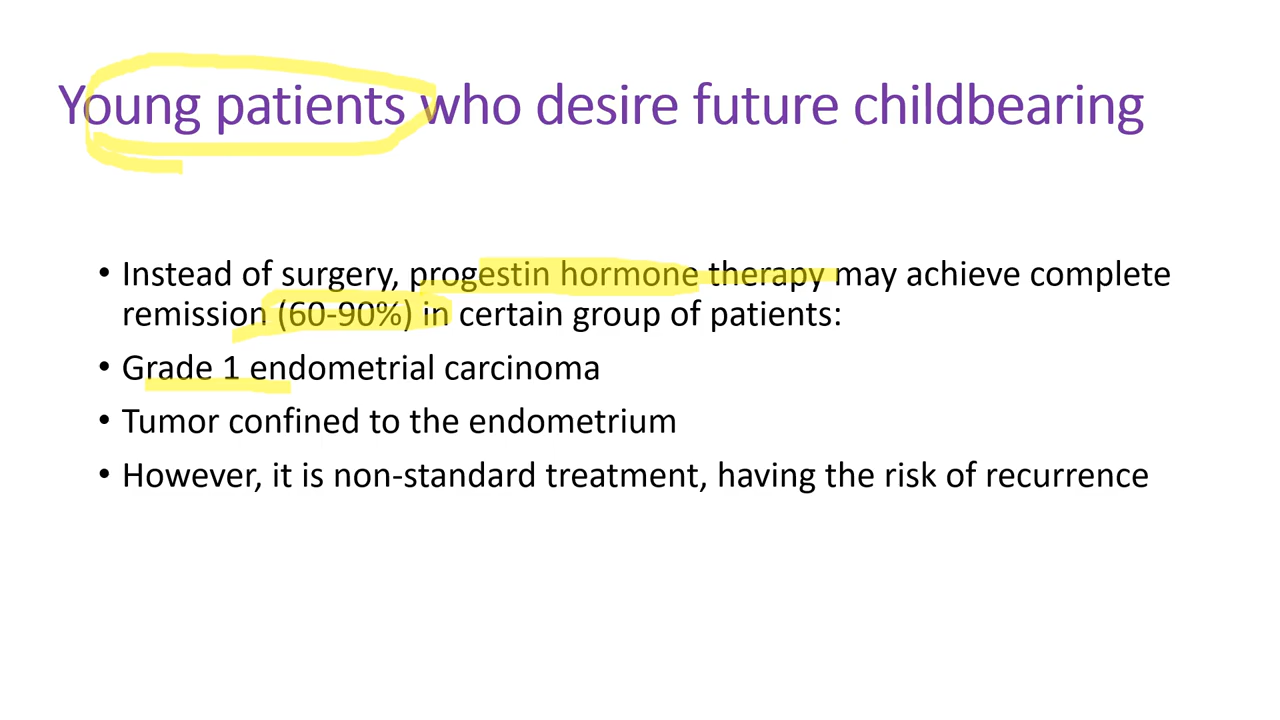 Young patients who desire future childbearing
• Instead of surgery, progestin hormone therapy may achieve complete
remission (60-90%) in certain group of patients:
• Grade 1 endometrial carcinoma
• Tumor confined to the endometrium
• However, it is non-standard treatment, having the risk of recurrence